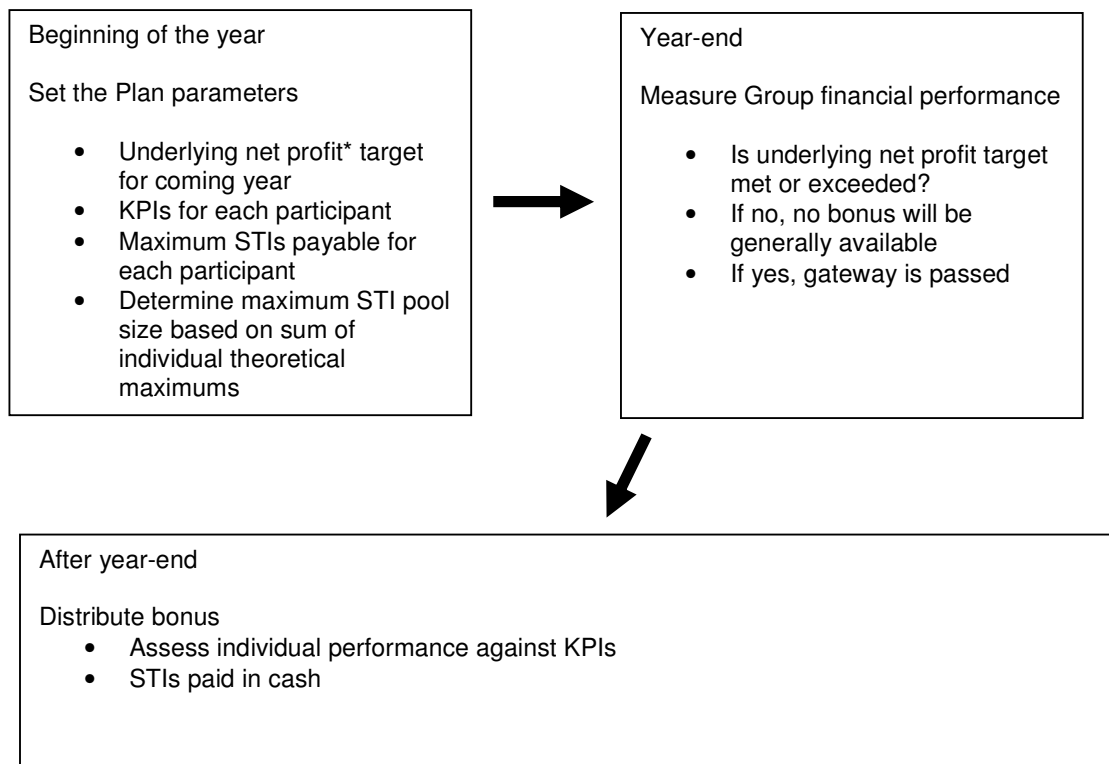 Beginning of the year
Set the Plan parameters
• Underlying net profit* target
for coming year
• KPIs for each participant
• Maximum STIs payable for
each participant
• Determine maximum STI pool
size based on sum of
individual theoretical
maximums
Year-end
Measure Group financial performance
• Is underlying net profit target
met or exceeded?
• If no, no bonus will be
generally available
• If yes, gateway is passed
After year-end
Distribute bonus
• Assess individual performance against KPIs
• STIs paid in cash